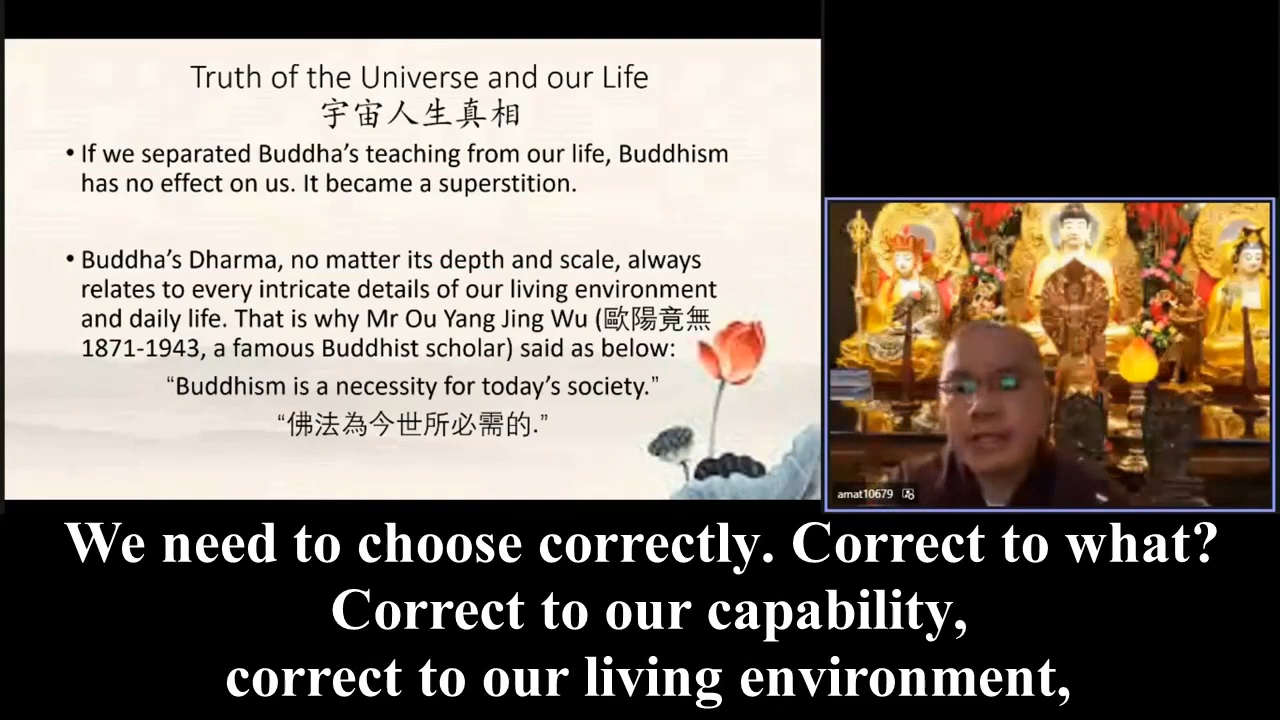 Truth of the Universe and our Life
宇宙人生真相
• If we separated Buddha’s teaching from our life, Buddhism
has no effect on us. It became a superstition.
• Buddha’s Dharma, no matter its depth and scale, always
relates to every intricate details of our living environment
and daily life. That is why Mr Ou Yang Jing Wu (歐陽竟無
1871-1943, a famous Buddhist scholar) said as below:
“Buddhism is a necessity for today’s society.”
“佛法為今世所必需的.”
amat10679
We need to choose correctly. Correct to what?
Correct to our capability,
correct to our living environment,